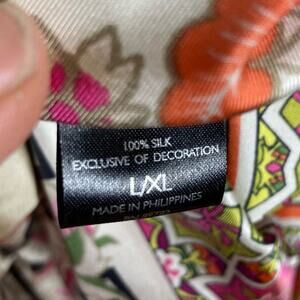 100% SILK
EXCLUSIVE OF DECORATION
L/XL
MADE IN PHILIPPINES